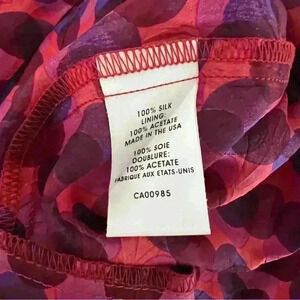 100% SILK
LINING:
100% ACETATE
MADE IN THE USA
100% SOIE
DOUBLURE:
100% ACETATE
FABRIQUE AUX ETATS-UNIS
CA00985